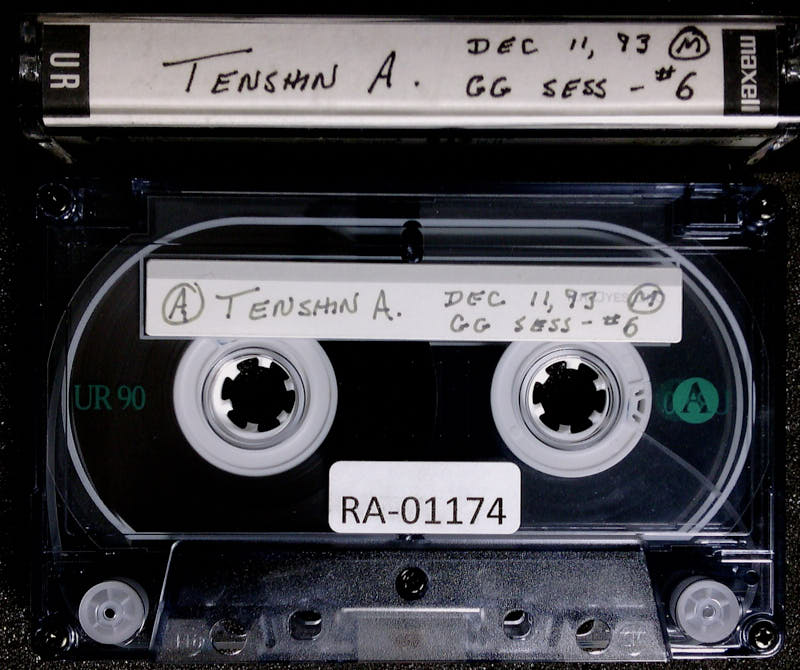 UR
TENSHIN A.
DEC 11, 93 M
GG SESS - #6
maxell
A TENSHIN A.
DEC 11, 93 M
GG SESS - #6
UR 90
A
RA-01174